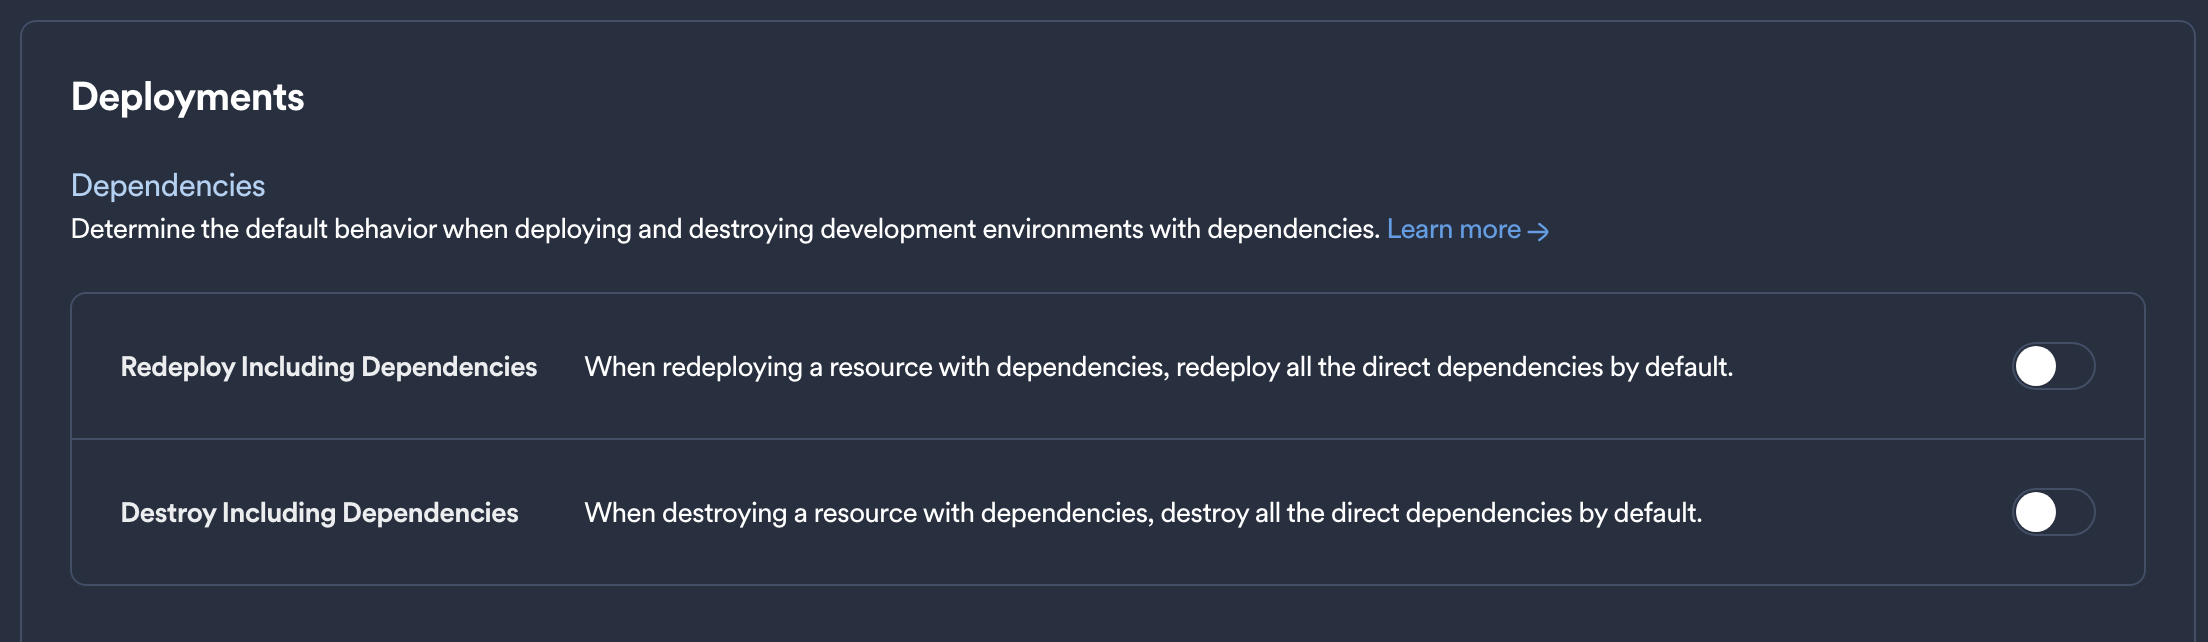 Deployments
Dependencies
Determine the default behavior when deploying and destroying development environments with dependencies. Learn more →
Redeploy Including Dependencies When redeploying a resource with dependencies, redeploy all the direct dependencies by default.
Destroy Including Dependencies When destroying a resource with dependencies, destroy all the direct dependencies by default.